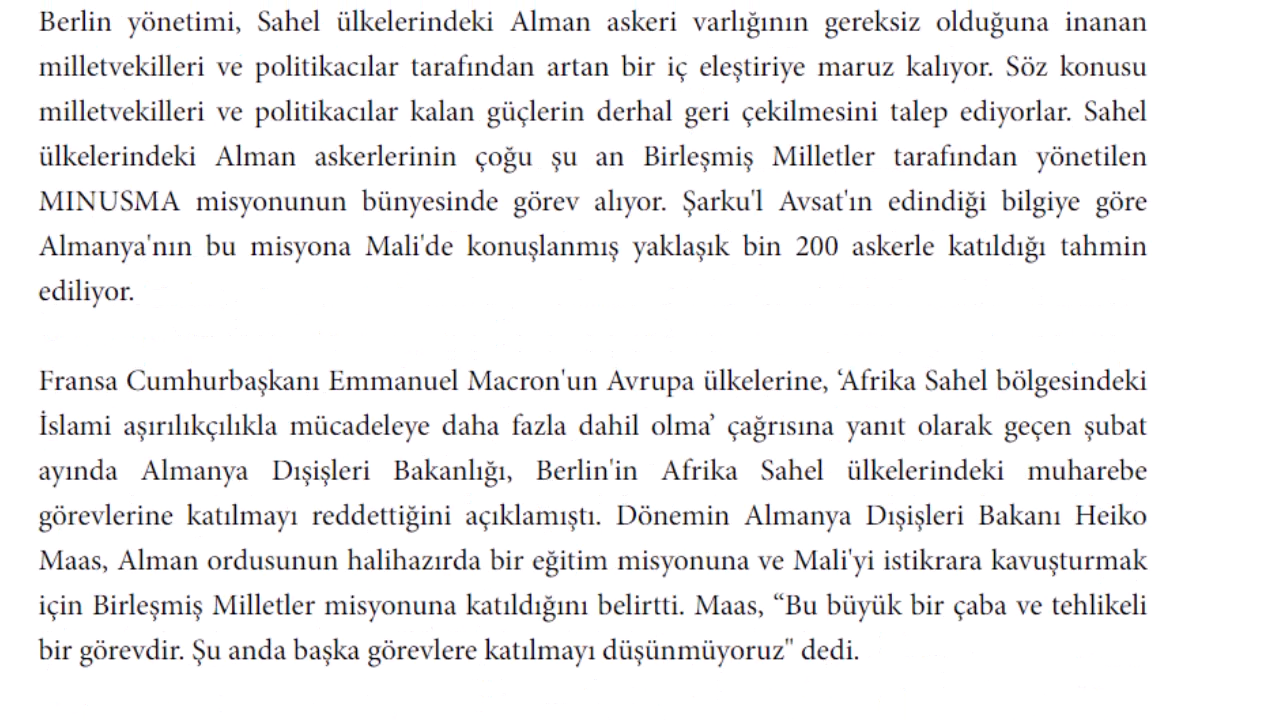 Berlin yönetimi, Sahel ülkelerindeki Alman askeri varlığının gereksiz olduğuna inanan
milletvekilleri ve politikacılar tarafından artan bir iç eleştiriye maruz kalıyor. Söz konusu
milletvekilleri ve politikacılar kalan güçlerin derhal geri çekilmesini talep ediyorlar. Sahel
ülkelerindeki Alman askerlerinin çoğu şu an Birleşmiş Milletler tarafından yönetilen
MINUSMA misyonunun bünyesinde görev alıyor. Şarku'l Avsat'ın edindiği bilgiye göre
Almanya'nın bu misyona Mali'de konuşlanmış yaklaşık bin 200 askerle katıldığı tahmin
ediliyor.
Fransa Cumhurbaşkanı Emmanuel Macron'un Avrupa ülkelerine, ‘Afrika Sahel bölgesindeki
İslami aşırılıkçılıkla mücadeleye daha fazla dahil olma’ çağrısına yanıt olarak geçen şubat
ayında Almanya Dışişleri Bakanlığı, Berlin'in Afrika Sahel ülkelerindeki muharebe
görevlerine katılmayı reddettiğini açıklamıştı. Dönemin Almanya Dışişleri Bakanı Heiko
Maas, Alman ordusunun halihazırda bir eğitim misyonuna ve Mali'yi istikrara kavuşturmak
için Birleşmiş Milletler misyonuna katıldığını belirtti. Maas, “Bu büyük bir çaba ve tehlikeli
bir görevdir. Şu anda başka görevlere katılmayı düşünmüyoruz" dedi.